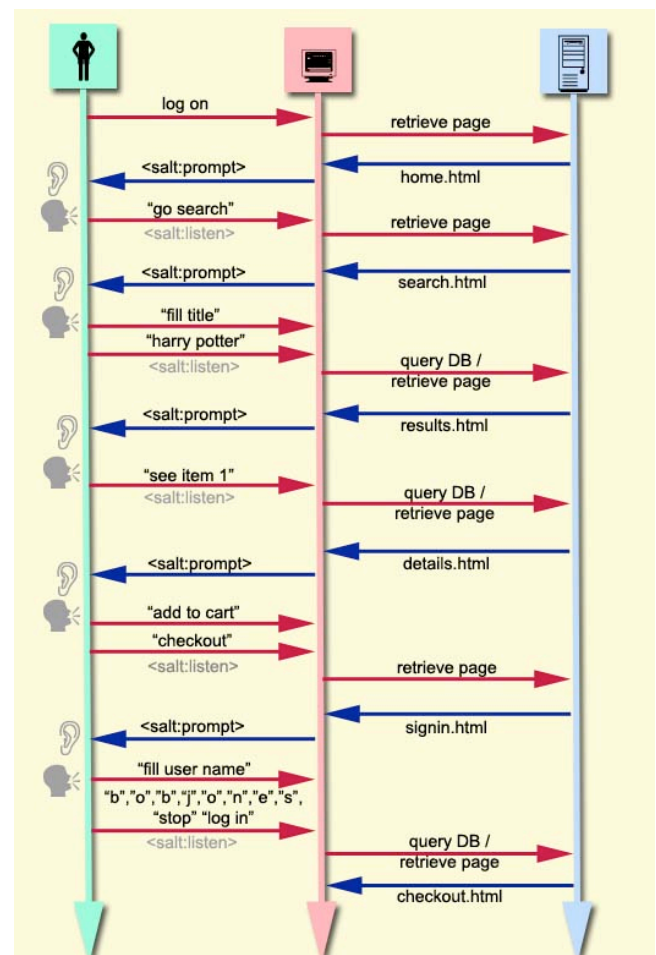 log on
retrieve page
<salt:prompt>
home.html
“go search”
<salt:listen>
retrieve page
<salt:prompt>
search.html
“fill title”
“harry potter”
<salt:listen>
query DB /
retrieve page
<salt:prompt>
results.html
“see item 1”
<salt:listen>
query DB /
retrieve page
<salt:prompt>
details.html
“add to cart”
“checkout”
<salt:listen>
retrieve page
<salt:prompt>
signin.html
“fill user name”
“b”,”o”,”b”,“j”,”o”,”n”,”e”,”s”,
“stop” “log in”
<salt:listen>
query DB /
retrieve page
checkout.html